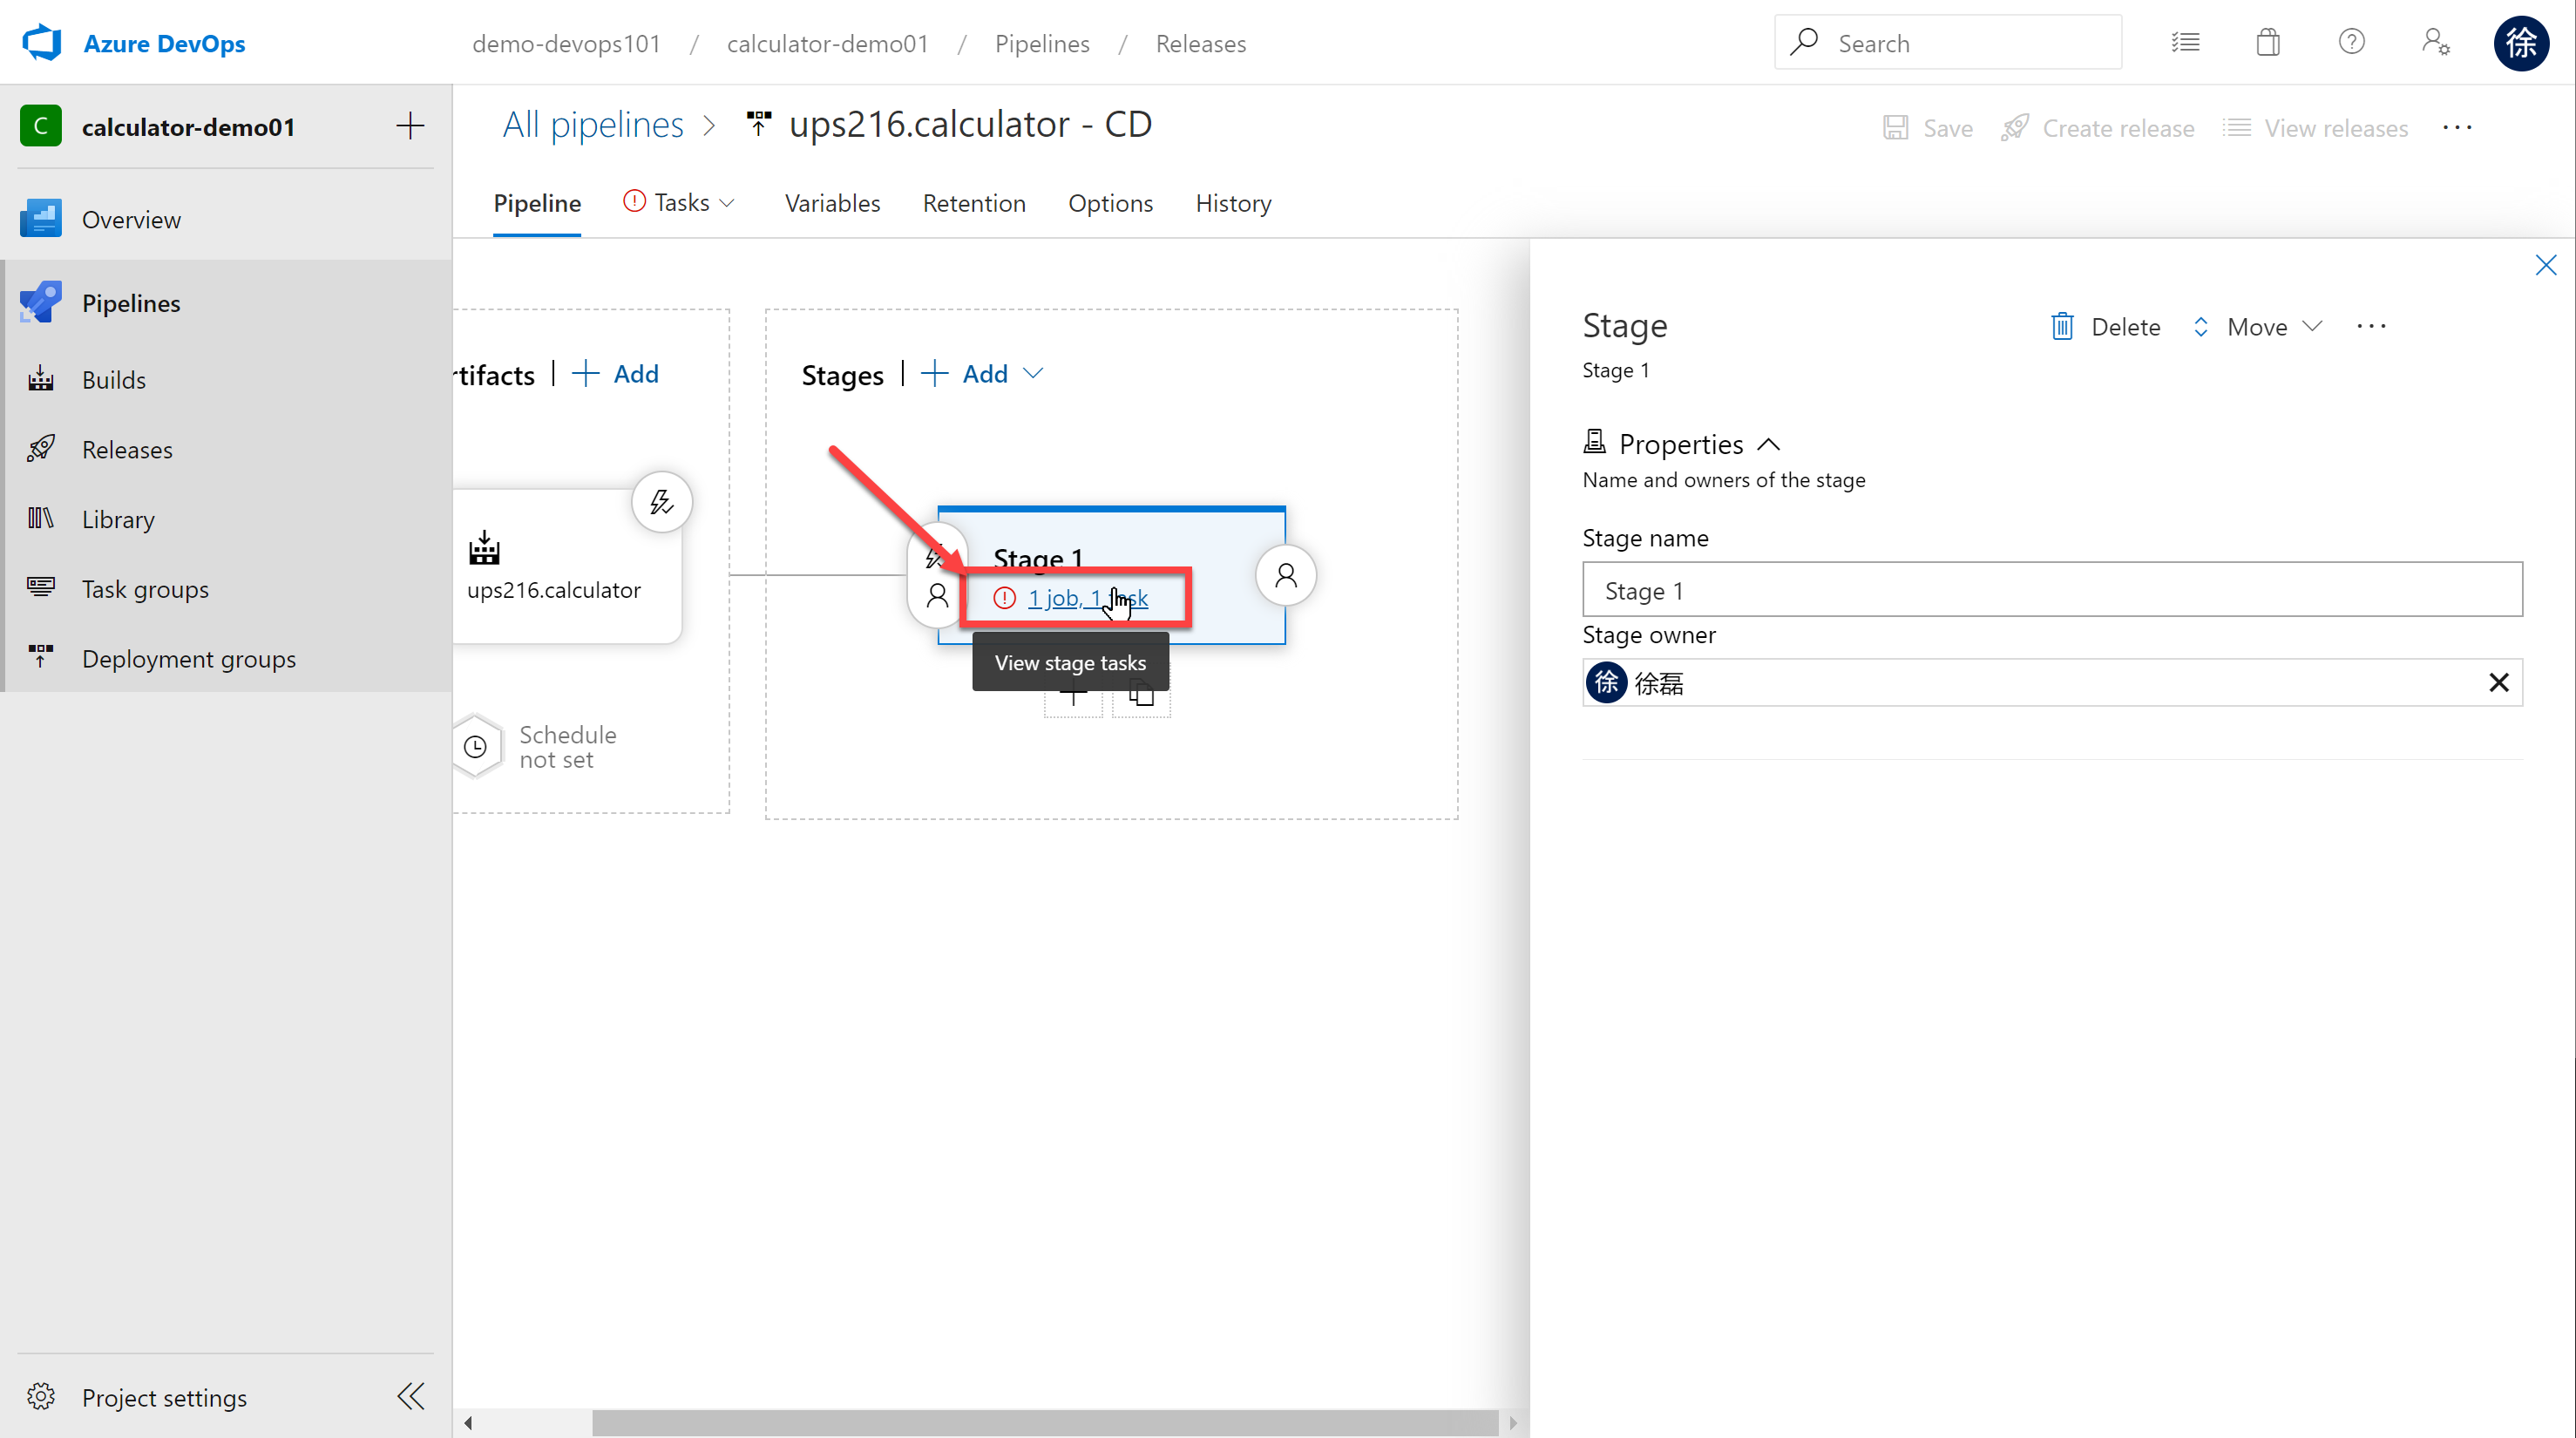 Azure DevOps
demo-devops101 / calculator-demo01 / Pipelines / Releases
Search
徐
C calculator-demo01
All pipelines > ups216.calculator - CD
Save Create release View releases ...
Pipeline Tasks Variables Retention Options History
Overview
Pipelines
Builds
Releases
Library
Task groups
Deployment groups
Project settings
rtifacts | + Add
ups216.calculator
Schedule
not set
Stages | + Add
Stage 1
1 job, 1 task
View stage tasks
Stage
Delete Move ...
Stage 1
Properties
Name and owners of the stage
Stage name
Stage 1
Stage owner
徐 徐磊